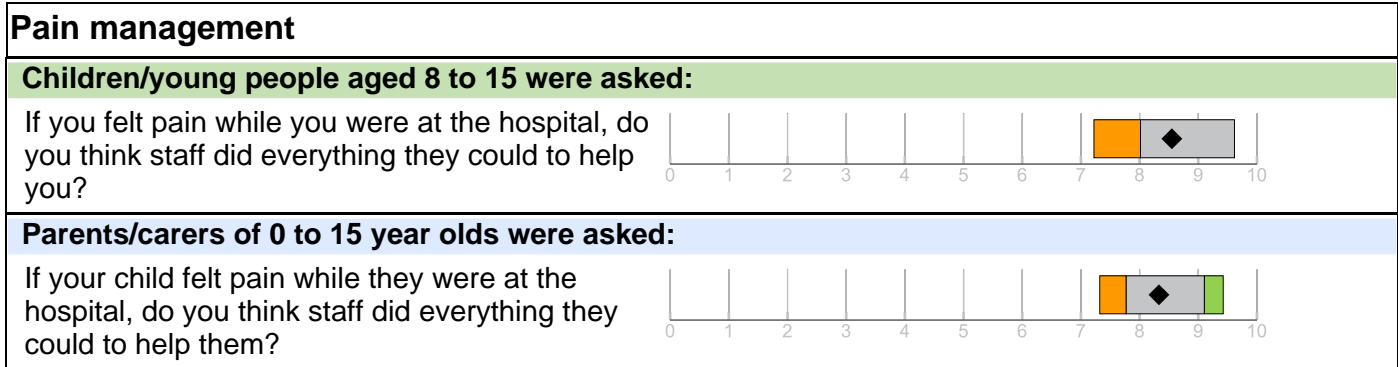 Pain management
Children/young people aged 8 to 15 were asked:
If you felt pain while you were at the hospital, do
you think staff did everything they could to help
you?
0 1 2 3 4 5 6 7 8 9 10
Parents/carers of 0 to 15 year olds were asked:
If your child felt pain while they were at the
hospital, do you think staff did everything they
could to help them?
0 1 2 3 4 5 6 7 8 9 10